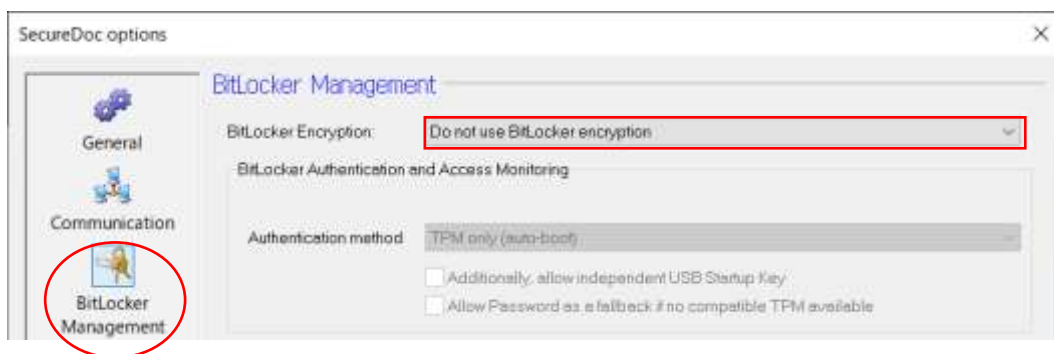 SecureDoc options
General
Communication
BitLocker
Management
BitLocker Management
BitLocker Encryption:
Do not use BitLocker encryption
BitLocker Authentication and Access Monitoring
Authentication method
TPM only (auto-boot)
Additionally, allow independent USB Startup Key
Allow Password as a fallback if no compatible TPM available